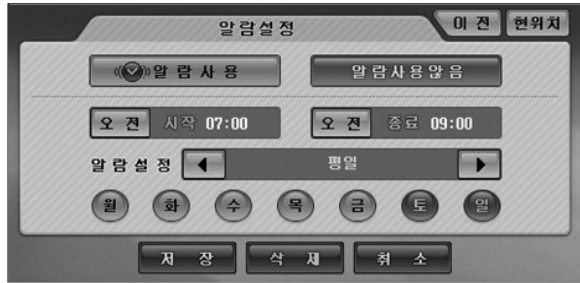 알람설정 이전 현위치
알람사용 알람사용않음
오전 시작 07:00 오전 종료 09:00
알람설정 평일
월 화 수 목 금 토 일
저장 삭제 취소